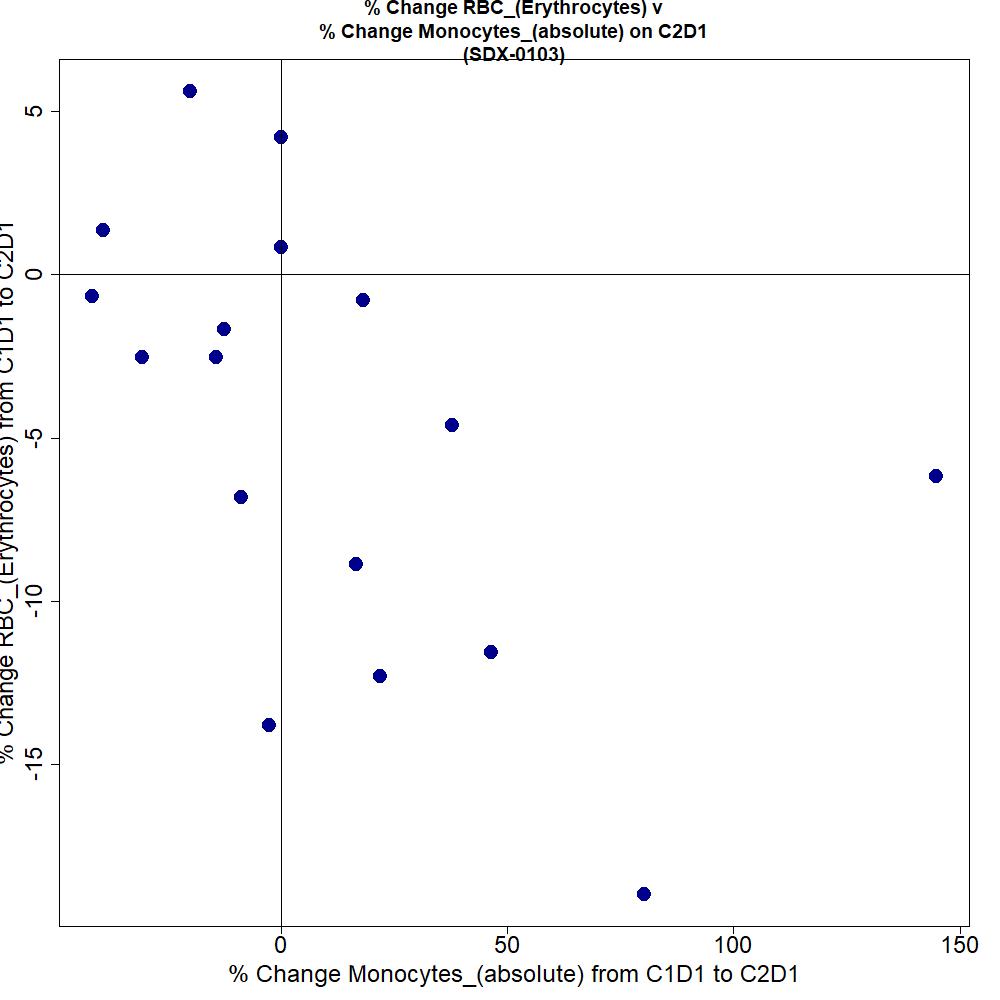 % Change RBC_(Erythrocytes) v
% Change Monocytes_(absolute) on C2D1
(SDX-0103)
% Change RBC_(Erythrocytes) from C1D1 to C2D1
5
0
-5
-10
-15
0
50
100
150
% Change Monocytes_(absolute) from C1D1 to C2D1